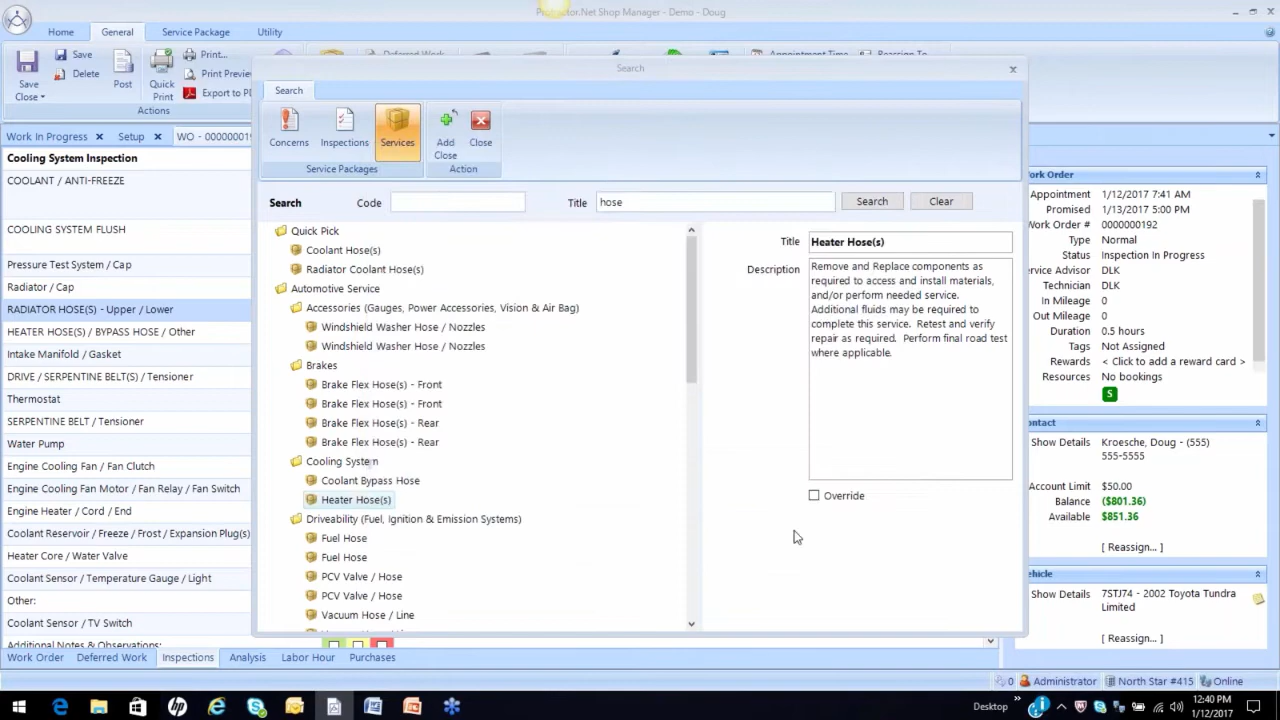 Protractor.Net Shop Manager - Demo - Doug
Home
General
Service Package
Utility
Save
Close
Save
Delete
Post
Quick
Print
Print...
Print Preview
Export to PD
Actions
Deferred Work
Appointment Time
Reassign To
Search
Search
Concerns
Inspections
Services
Add
Close
Close
Service Packages
Action
Work In Progress
Setup
WO - 000000019
Search
Code
Title
hose
Search
Clear
Cooling System Inspection
COOLANT / ANTI-FREEZE
COOLING SYSTEM FLUSH
Pressure Test System / Cap
Radiator / Cap
RADIATOR HOSE(S) - Upper / Lower
HEATER HOSE(S) / BYPASS HOSE / Other
Intake Manifold / Gasket
DRIVE / SERPENTINE BELT(S) / Tensioner
Thermostat
SERPENTINE BELT / Tensioner
Water Pump
Engine Cooling Fan / Fan Clutch
Engine Cooling Fan Motor / Fan Relay / Fan Switch
Engine Heater / Cord / End
Coolant Reservoir / Freeze / Frost / Expansion Plug(s)
Heater Core / Water Valve
Coolant Sensor / Temperature Gauge / Light
Other:
Coolant Sensor / TV Switch
Additional Notes & Observations:
Quick Pick
Coolant Hose(s)
Radiator Coolant Hose(s)
Automotive Service
Accessories (Gauges, Power Accessories, Vision & Air Bag)
Windshield Washer Hose / Nozzles
Windshield Washer Hose / Nozzles
Brakes
Brake Flex Hose(s) - Front
Brake Flex Hose(s) - Front
Brake Flex Hose(s) - Rear
Brake Flex Hose(s) - Rear
Cooling System
Coolant Bypass Hose
Heater Hose(s)
Driveability (Fuel, Ignition & Emission Systems)
Fuel Hose
Fuel Hose
PCV Valve / Hose
PCV Valve / Hose
Vacuum Hose / Line
Title
Heater Hose(s)
Description
Remove and Replace components as
required to access and install materials,
and/or perform needed service.
Additional fluids may be required to
complete this service. Retest and verify
repair as required. Perform final road test
where applicable.
Override
ork Order
Appointment 1/12/2017 7:41 AM
Promised 1/13/2017 5:00 PM
Work Order # 0000000192
Type Normal
Status Inspection In Progress
ervice Advisor DLK
Technician DLK
In Mileage 0
Out Mileage 0
Duration 0.5 hours
Tags Not Assigned
Rewards < Click to add a reward card >
Resources No bookings
S
ontact
Show Details Kroesche, Doug - (555)
555-5555
Account Limit $50.00
Balance ($801.36)
Available $851.36
[ Reassign... ]
ehicle
Show Details 7STJ74 - 2002 Toyota Tundra
Limited
[ Reassign... ]
Work Order
Deferred Work
Inspections
Analysis
Labor Hour
Purchases
0
Administrator
North Star #415
Online
Desktop
12:40 PM
1/12/2017